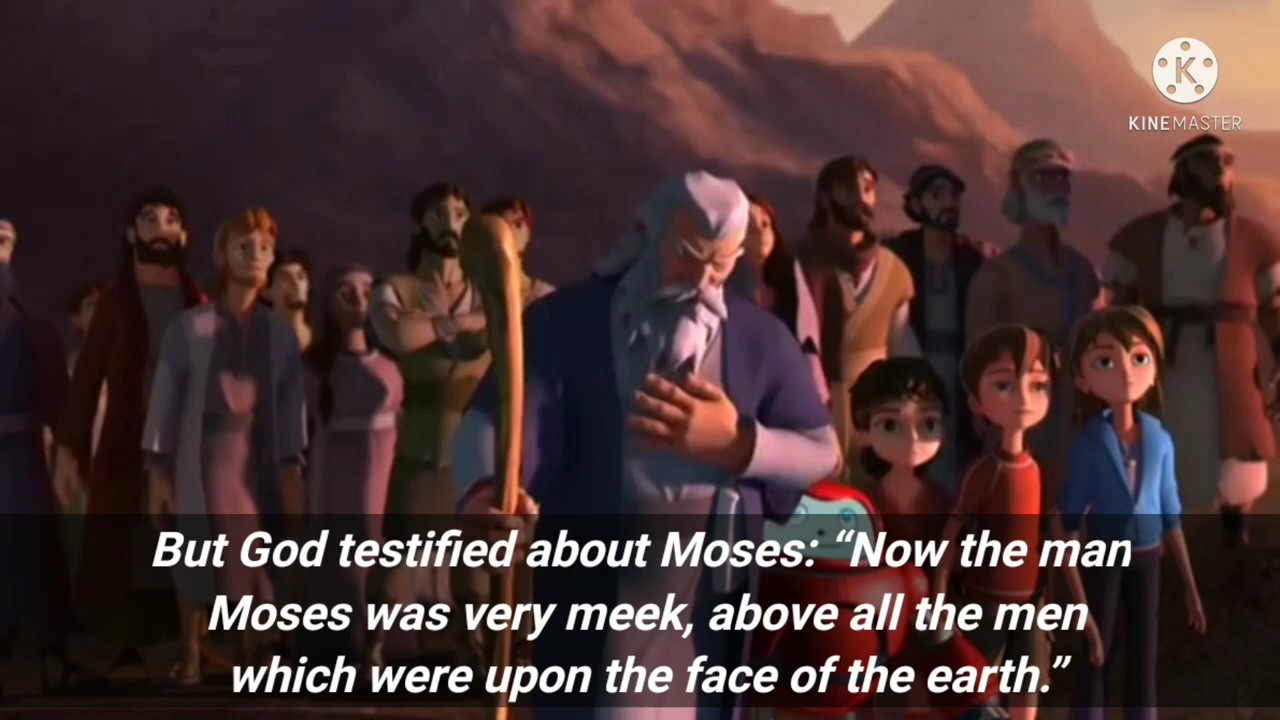 K
KINEMASTER
But God testified about Moses: “Now the man
Moses was very meek, above all the men
which were upon the face of the earth.”